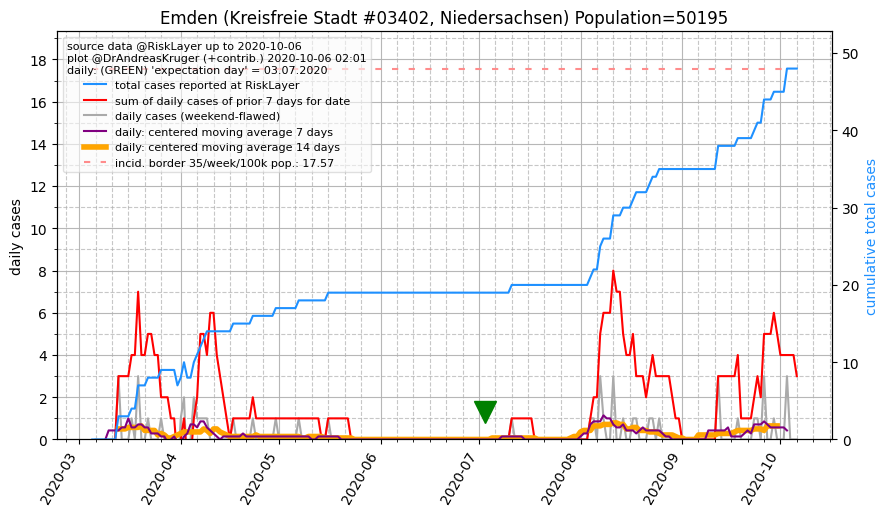 Emden (Kreisfreie Stadt #03402, Niedersachsen) Population=50195
source data @RiskLayer up to 2020-10-06
plot @DrAndreasKruger (+contrib.) 2020-10-06 02:01
daily: (GREEN) 'expectation day' = 03.07.2020
total cases reported at RiskLayer
sum of daily cases of prior 7 days for date
daily cases (weekend-flawed)
daily: centered moving average 7 days
daily: centered moving average 14 days
incid. border 35/week/100k pop.: 17.57
daily cases
18
16
14
12
10
8
6
4
2
0
cumulative total cases
50
40
30
20
10
0
2020-03
2020-04
2020-05
2020-06
2020-07
2020-08
2020-09
2020-10